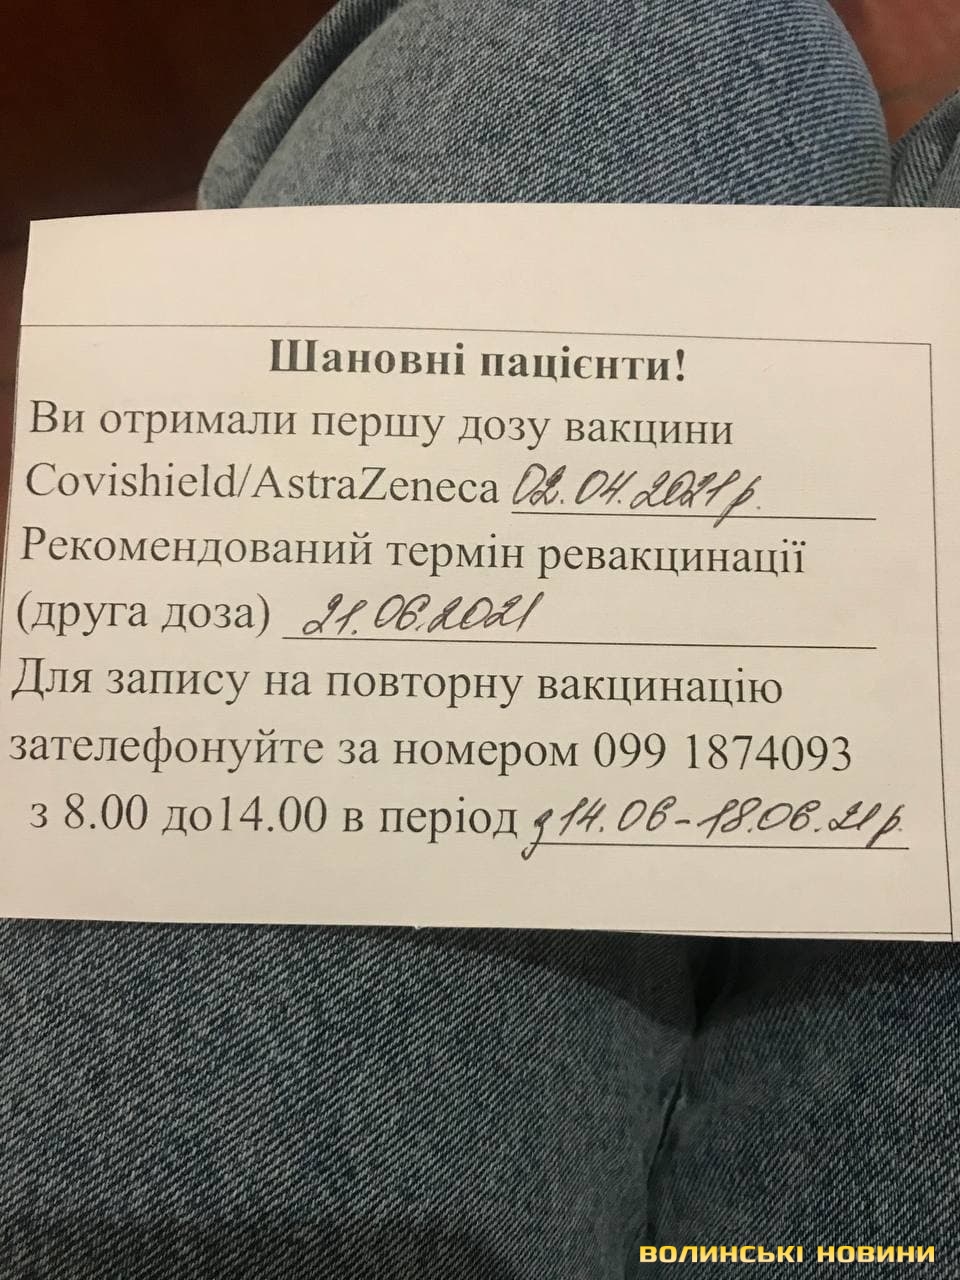 Шановні пацієнти!
Ви отримали першу дозу вакцини
Covishield/AstraZeneca 02.04.2021р.
Рекомендований термін ревакцинації
(друга доза) 21.06.2021
Для запису на повторну вакцинацію
зателефонуйте за номером 099 1874093
з 8.00 до14.00 в період з 14.06-18.06.21р.
ВОЛИНСЬКІ НОВИНИ